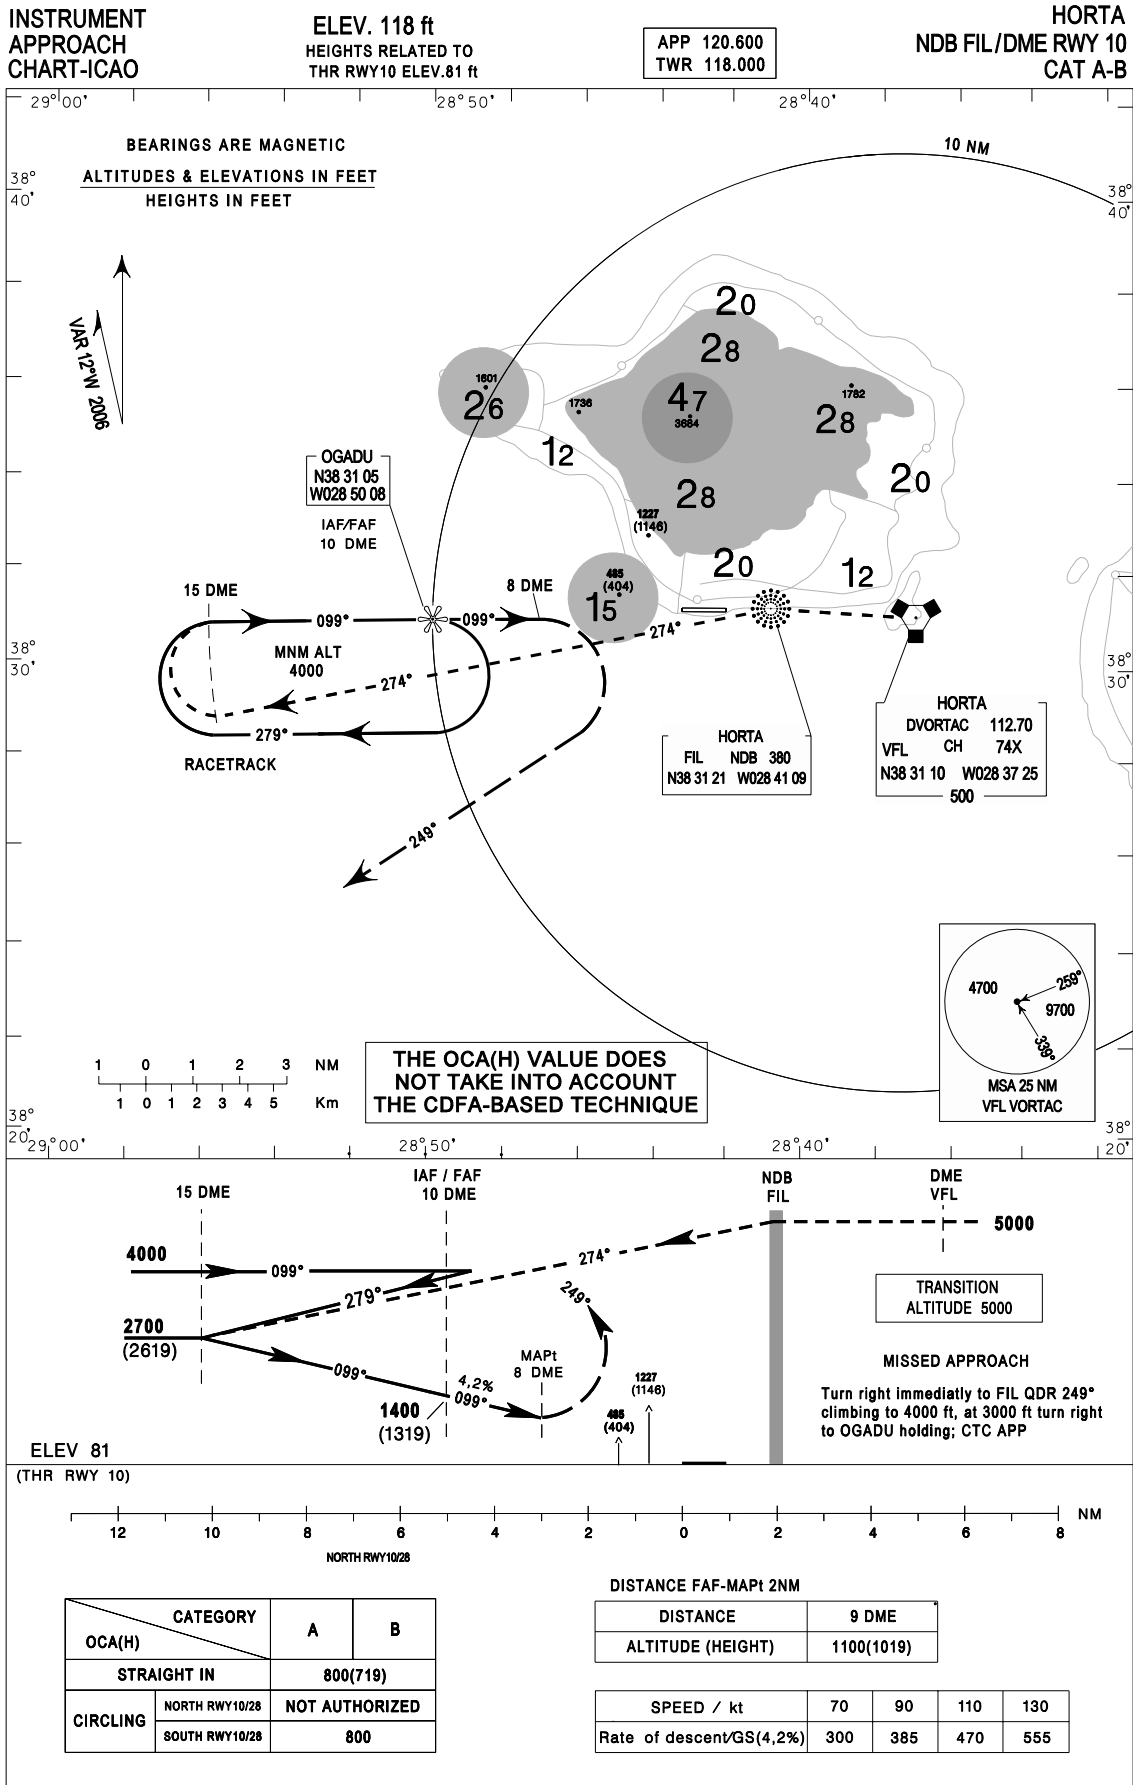 INSTRUMENT
APPROACH
CHART-ICAO
ELEV. 118 ft
HEIGHTS RELATED TO
THR RWY10 ELEV.81 ft
APP 120.600
TWR 118.000
HORTA
NDB FIL/DME RWY 10
CAT A-B
29°00'
28°50'
28°40'
BEARINGS ARE MAGNETIC
ALTITUDES & ELEVATIONS IN FEET
HEIGHTS IN FEET
10 NM
38°
40'
38°
40'
VAR 12°W 2006
20
28
1601
26
1736
47
3684
1782
28
12
20
28
OGADU
N38 31 05
W028 50 08
IAF/FAF
10 DME
1227
(1146)
20
12
485
(404)
15
15 DME
8 DME
099°
099°
274°
MNM ALT
4000
274°
279°
RACETRACK
249°
38°
30'
38°
30'
HORTA
FIL NDB 380
N38 31 21 W028 41 09
HORTA
DVORTAC 112.70
VFL CH 74X
N38 31 10 W028 37 25
500
4700
259°
9700
339°
MSA 25 NM
VFL VORTAC
1 0 1 2 3 NM
1 0 1 2 3 4 5 Km
THE OCA(H) VALUE DOES
NOT TAKE INTO ACCOUNT
THE CDFA-BASED TECHNIQUE
38°
20'
38°
20'
29°00'
28°50'
28°40'
15 DME
IAF / FAF
10 DME
NDB
FIL
DME
VFL
5000
4000
099°
274°
279°
249°
2700
(2619)
099°
4,2%
099°
MAPt
8 DME
1400
(1319)
1227
(1146)
485
(404)
TRANSITION
ALTITUDE 5000
MISSED APPROACH
Turn right immediatly to FIL QDR 249°
climbing to 4000 ft, at 3000 ft turn right
to OGADU holding; CTC APP
ELEV 81
(THR RWY 10)
12 10 8 6 4 2 0 2 4 6 8 NM
NORTH RWY10/28
CATEGORY A B
OCA(H)
STRAIGHT IN 800(719)
CIRCLING
NORTH RWY10/28 NOT AUTHORIZED
SOUTH RWY10/28 800
DISTANCE FAF-MAPt 2NM
DISTANCE 9 DME
ALTITUDE (HEIGHT) 1100(1019)
SPEED / kt 70 90 110 130
Rate of descent/GS(4,2%) 300 385 470 555